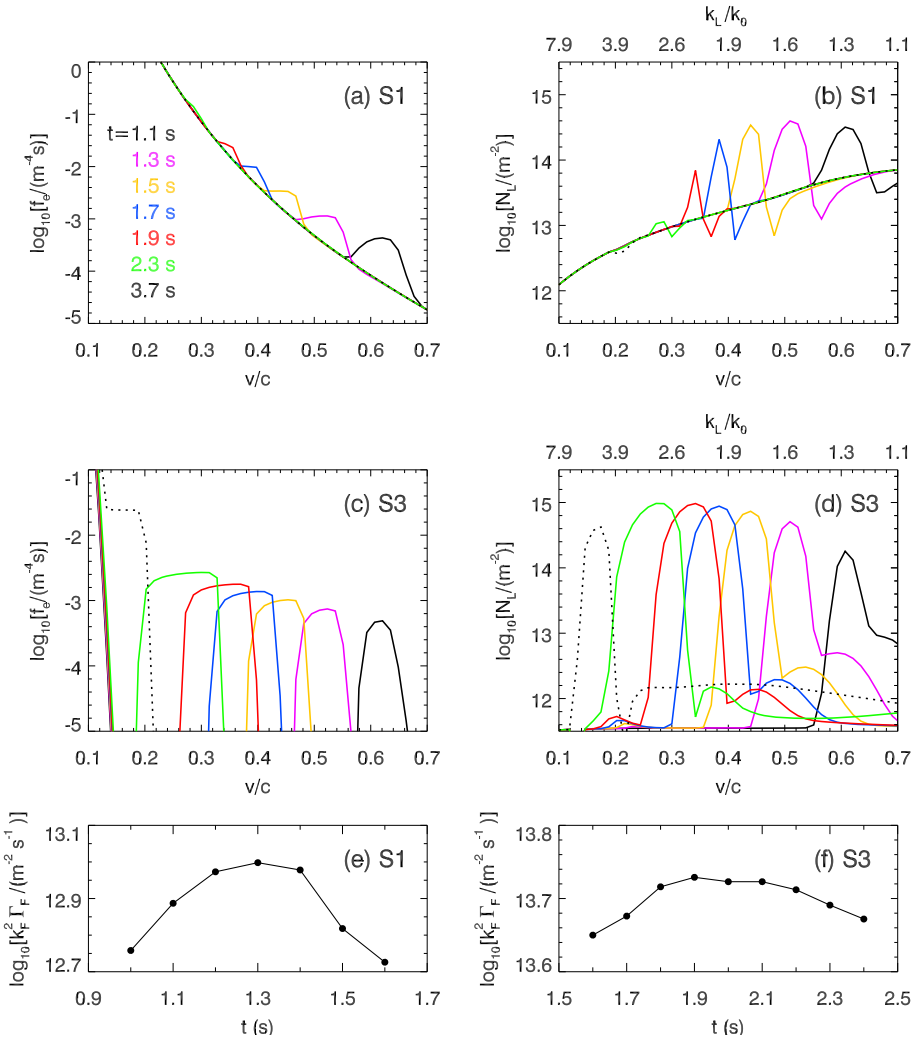 k_L/k_0
7.9 3.9 2.6 1.9 1.6 1.3 1.1
(a) S1
(b) S1
0
-1
-2
-3
-4
-5
log₁₀[f_e/(m⁻⁴s)]
t=1.1 s
1.3 s
1.5 s
1.7 s
1.9 s
2.3 s
3.7 s
15
14
13
12
log₁₀[N_L/(m⁻²)]
0.1 0.2 0.3 0.4 0.5 0.6 0.7
v/c
0.1 0.2 0.3 0.4 0.5 0.6 0.7
v/c
k_L/k_0
7.9 3.9 2.6 1.9 1.6 1.3 1.1
(c) S3
(d) S3
-1
-2
-3
-4
-5
log₁₀[f_e/(m⁻⁴s)]
15
14
13
12
log₁₀[N_L/(m⁻²)]
0.1 0.2 0.3 0.4 0.5 0.6 0.7
v/c
0.1 0.2 0.3 0.4 0.5 0.6 0.7
v/c
(e) S1
13.1
12.9
12.7
log₁₀[k_F² Γ_F /(m⁻² s⁻¹)]
0.9 1.1 1.3 1.5 1.7
t (s)
(f) S3
13.8
13.7
13.6
log₁₀[k_F² Γ_F /(m⁻² s⁻¹)]
1.5 1.7 1.9 2.1 2.3 2.5
t (s)